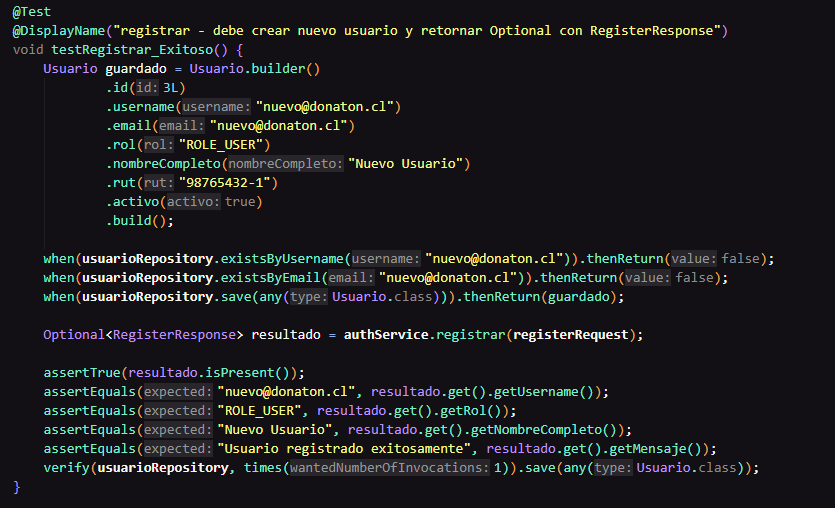 @Test
@DisplayName("registrar - debe crear nuevo usuario y retornar Optional con RegisterResponse")
void testRegistrar_Exitoso() {
Usuario guardado = Usuario.builder()
.id(id: 3L)
.username(username: "nuevo@donaton.cl")
.email(email: "nuevo@donaton.cl")
.rol(rol: "ROLE_USER")
.nombreCompleto(nombreCompleto: "Nuevo Usuario")
.rut(rut: "98765432-1")
.activo(activo: true)
.build();
when(usuarioRepository.existsByUsername(username: "nuevo@donaton.cl")).thenReturn(value: false);
when(usuarioRepository.existsByEmail(email: "nuevo@donaton.cl")).thenReturn(value: false);
when(usuarioRepository.save(any(type: Usuario.class))).thenReturn(guardado);
Optional<RegisterResponse> resultado = authService.registrar(registerRequest);
assertTrue(resultado.isPresent());
assertEquals(expected: "nuevo@donaton.cl", resultado.get().getUsername());
assertEquals(expected: "ROLE_USER", resultado.get().getRol());
assertEquals(expected: "Nuevo Usuario", resultado.get().getNombreCompleto());
assertEquals(expected: "Usuario registrado exitosamente", resultado.get().getMensaje());
verify(usuarioRepository, times(wantedNumberOfInvocations: 1)).save(any(type: Usuario.class));
}